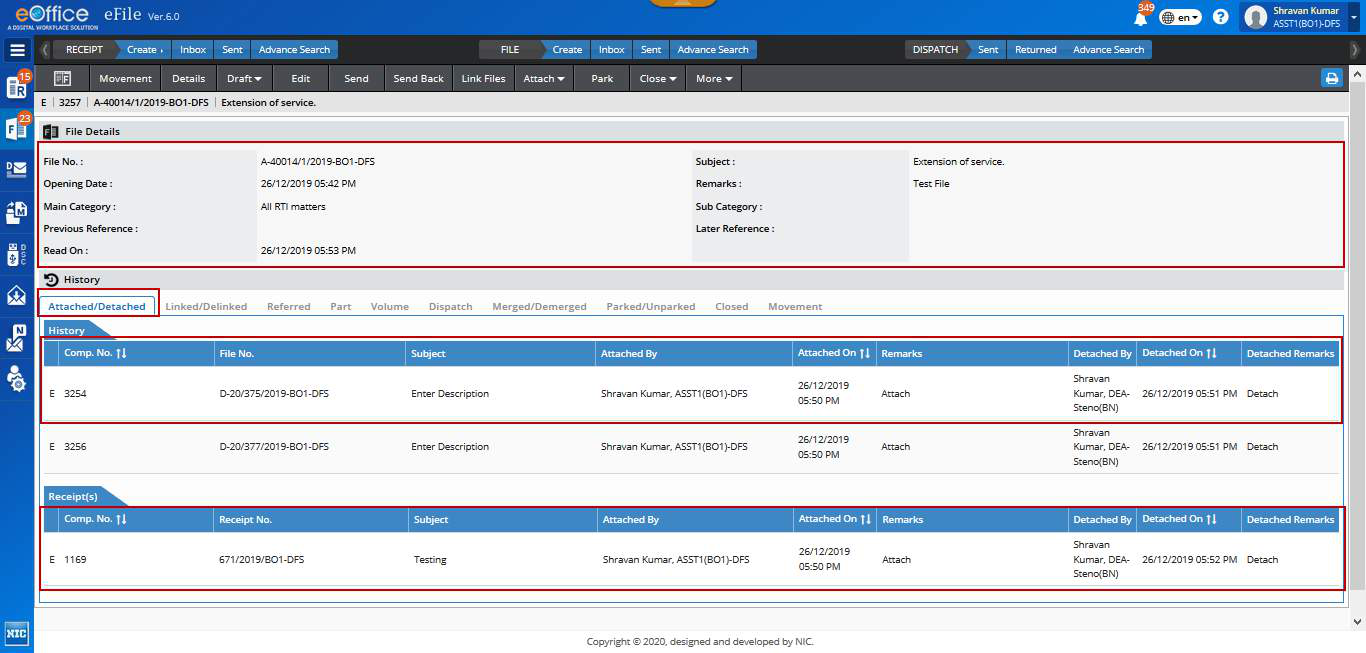 eOffice
A DIGITAL WORKPLACE SOLUTION
eFile Ver.6.0
349
en
?
Shravan Kumar
ASST1(BO1)-DFS
RECEIPT Create Inbox Sent Advance Search
FILE Create Inbox Sent Advance Search
DISPATCH Sent Returned Advance Search
15
R
23
F
D
M
DSC
N
NIC
Movement Details Draft Edit Send Send Back Link Files Attach Park Close More
E 3257 A-40014/1/2019-BO1-DFS Extension of service.
File Details
File No. : A-40014/1/2019-BO1-DFS Subject : Extension of service.
Opening Date : 26/12/2019 05:42 PM Remarks : Test File
Main Category : All RTI matters Sub Category :
Previous Reference : Later Reference :
Read On : 26/12/2019 05:53 PM
History
Attached/Detached Linked/Delinked Referred Part Volume Dispatch Merged/Demerged Parked/Unparked Closed Movement
History
Comp. No. File No. Subject Attached By Attached On Remarks Detached By Detached On Detached Remarks
E 3254 D-20/375/2019-BO1-DFS Enter Description Shravan Kumar, ASST1(BO1)-DFS 26/12/2019 05:50 PM Attach Shravan Kumar, DEA-Steno(BN) 26/12/2019 05:51 PM Detach
E 3256 D-20/377/2019-BO1-DFS Enter Description Shravan Kumar, ASST1(BO1)-DFS 26/12/2019 05:50 PM Attach Shravan Kumar, DEA-Steno(BN) 26/12/2019 05:51 PM Detach
Receipt(s)
Comp. No. Receipt No. Subject Attached By Attached On Remarks Detached By Detached On Detached Remarks
E 1169 671/2019/BO1-DFS Testing Shravan Kumar, ASST1(BO1)-DFS 26/12/2019 05:50 PM Attach Shravan Kumar, DEA-Steno(BN) 26/12/2019 05:52 PM Detach
Copyright © 2020, designed and developed by NIC.